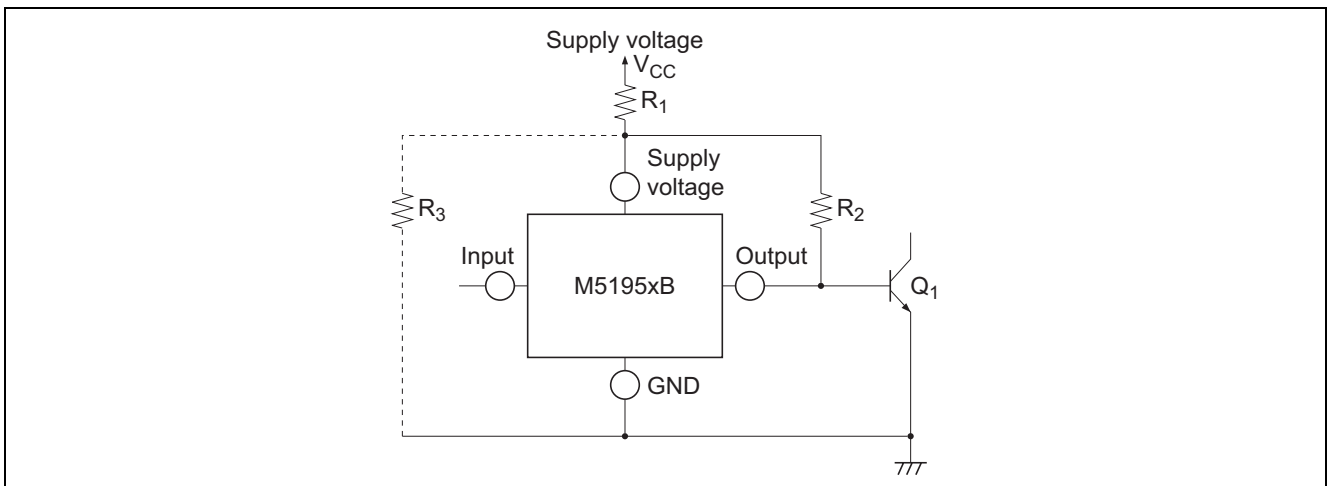 Supply voltage
VCC
R1
Supply
voltage
R3
R2
Input
Output
M5195xB
Q1
GND